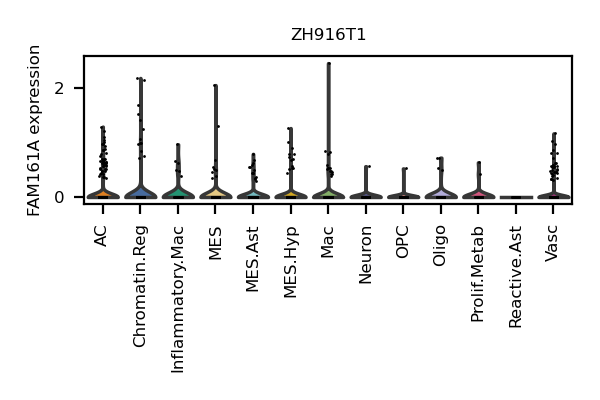 ZH916T1
FAM161A expression
2
0
AC
Chromatin.Reg
Inflammatory.Mac
MES
MES.Ast
MES.Hyp
Mac
Neuron
OPC
Oligo
Prolif.Metab
Reactive.Ast
Vasc